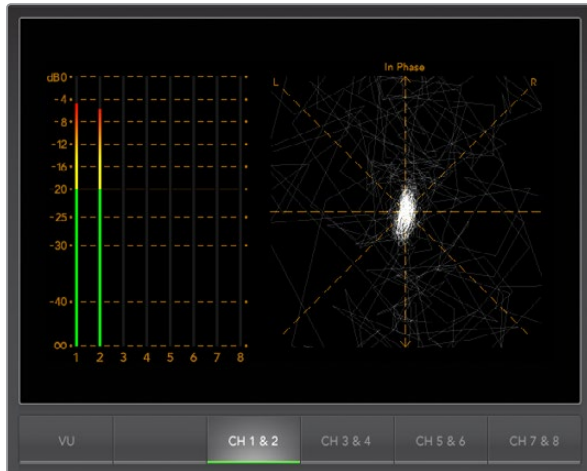 In Phase
dB0
L
R
-4
-8
-12
-16
-20
-25
-30
-40
∞
1 2 3 4 5 6 7 8
VU
CH 1 & 2
CH 3 & 4
CH 5 & 6
CH 7 & 8